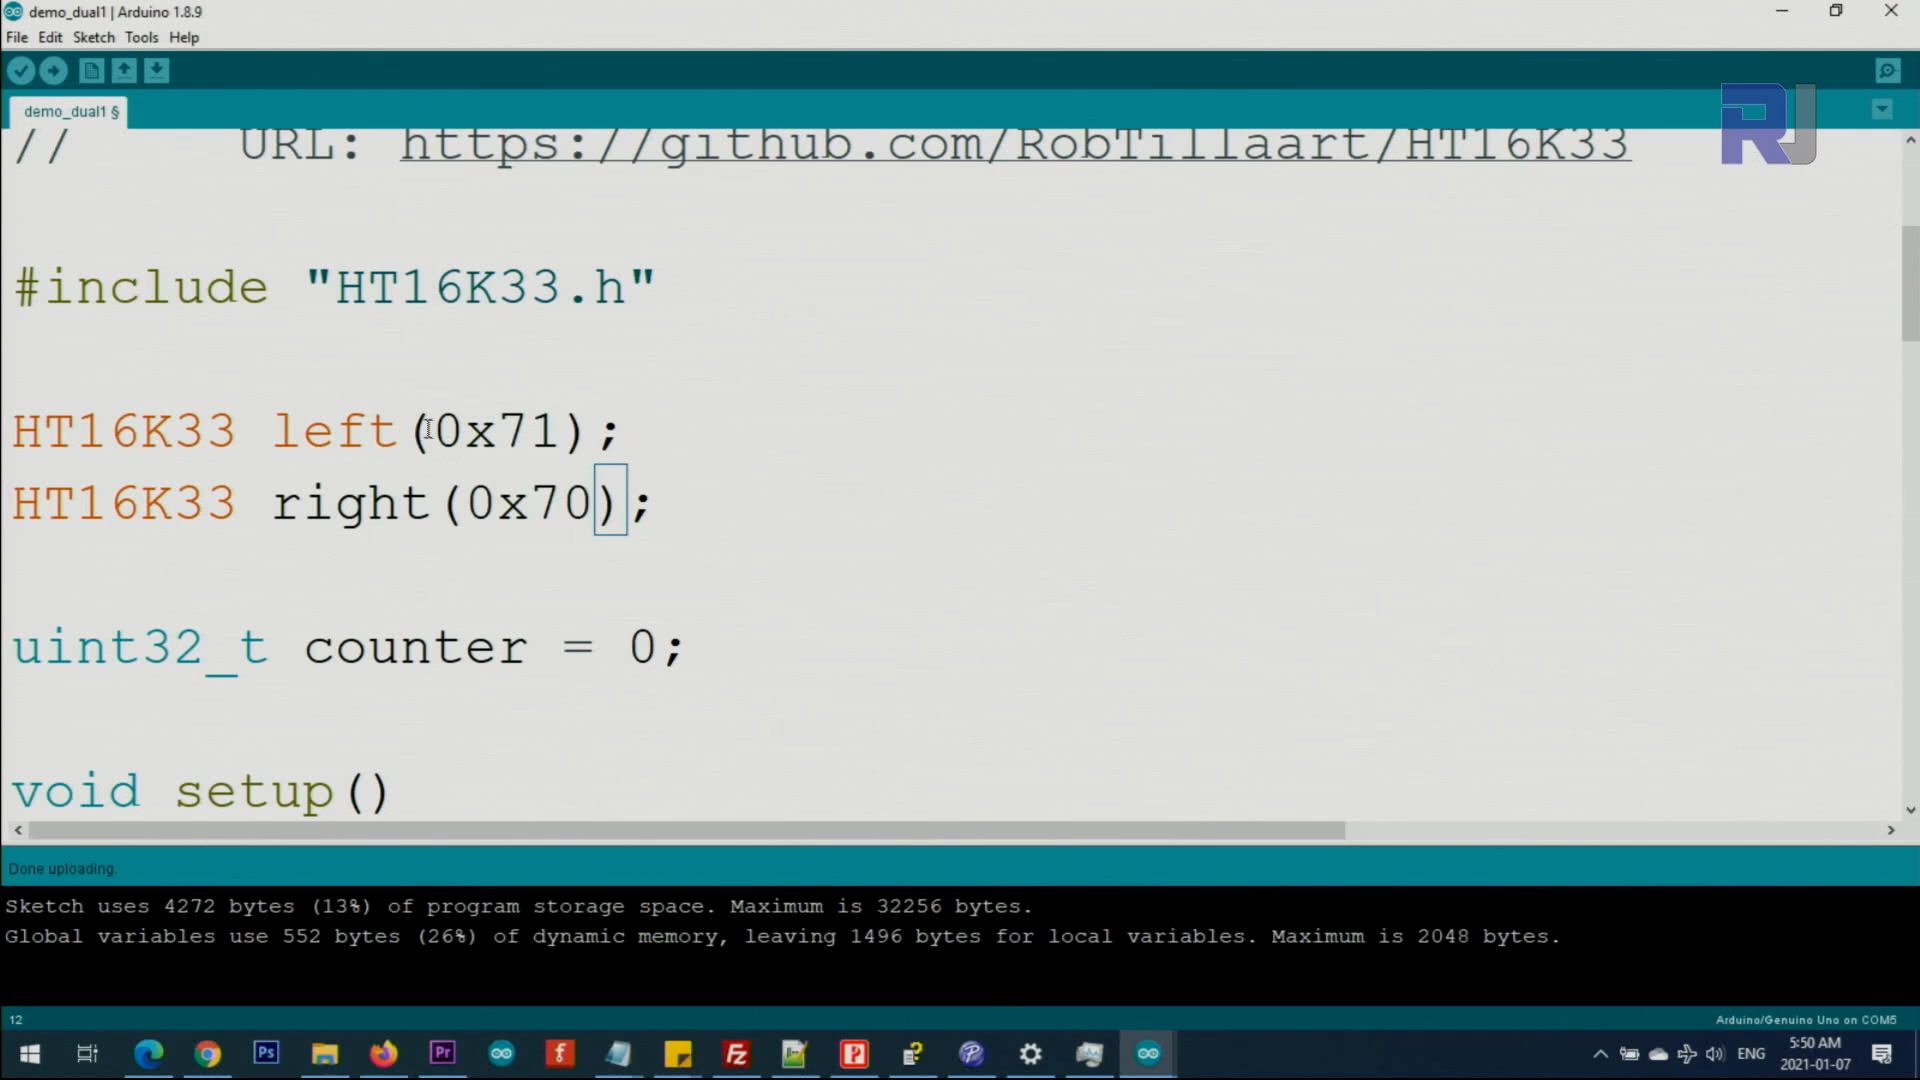 demo_dual1 | Arduino 1.8.9
File Edit Sketch Tools Help
RJ
demo_dual1 §
// URL: https://github.com/RobTillaart/HT16K33
#include "HT16K33.h"
HT16K33 left(0x71);
HT16K33 right(0x70);
uint32_t counter = 0;
void setup()
Done uploading.
Sketch uses 4272 bytes (13%) of program storage space. Maximum is 32256 bytes.
Global variables use 552 bytes (26%) of dynamic memory, leaving 1496 bytes for local variables. Maximum is 2048 bytes.
12
Arduino/Genuino Uno on COM5
Ps
Pr
f
Fz
P
ENG
5:50 AM
2021-01-07